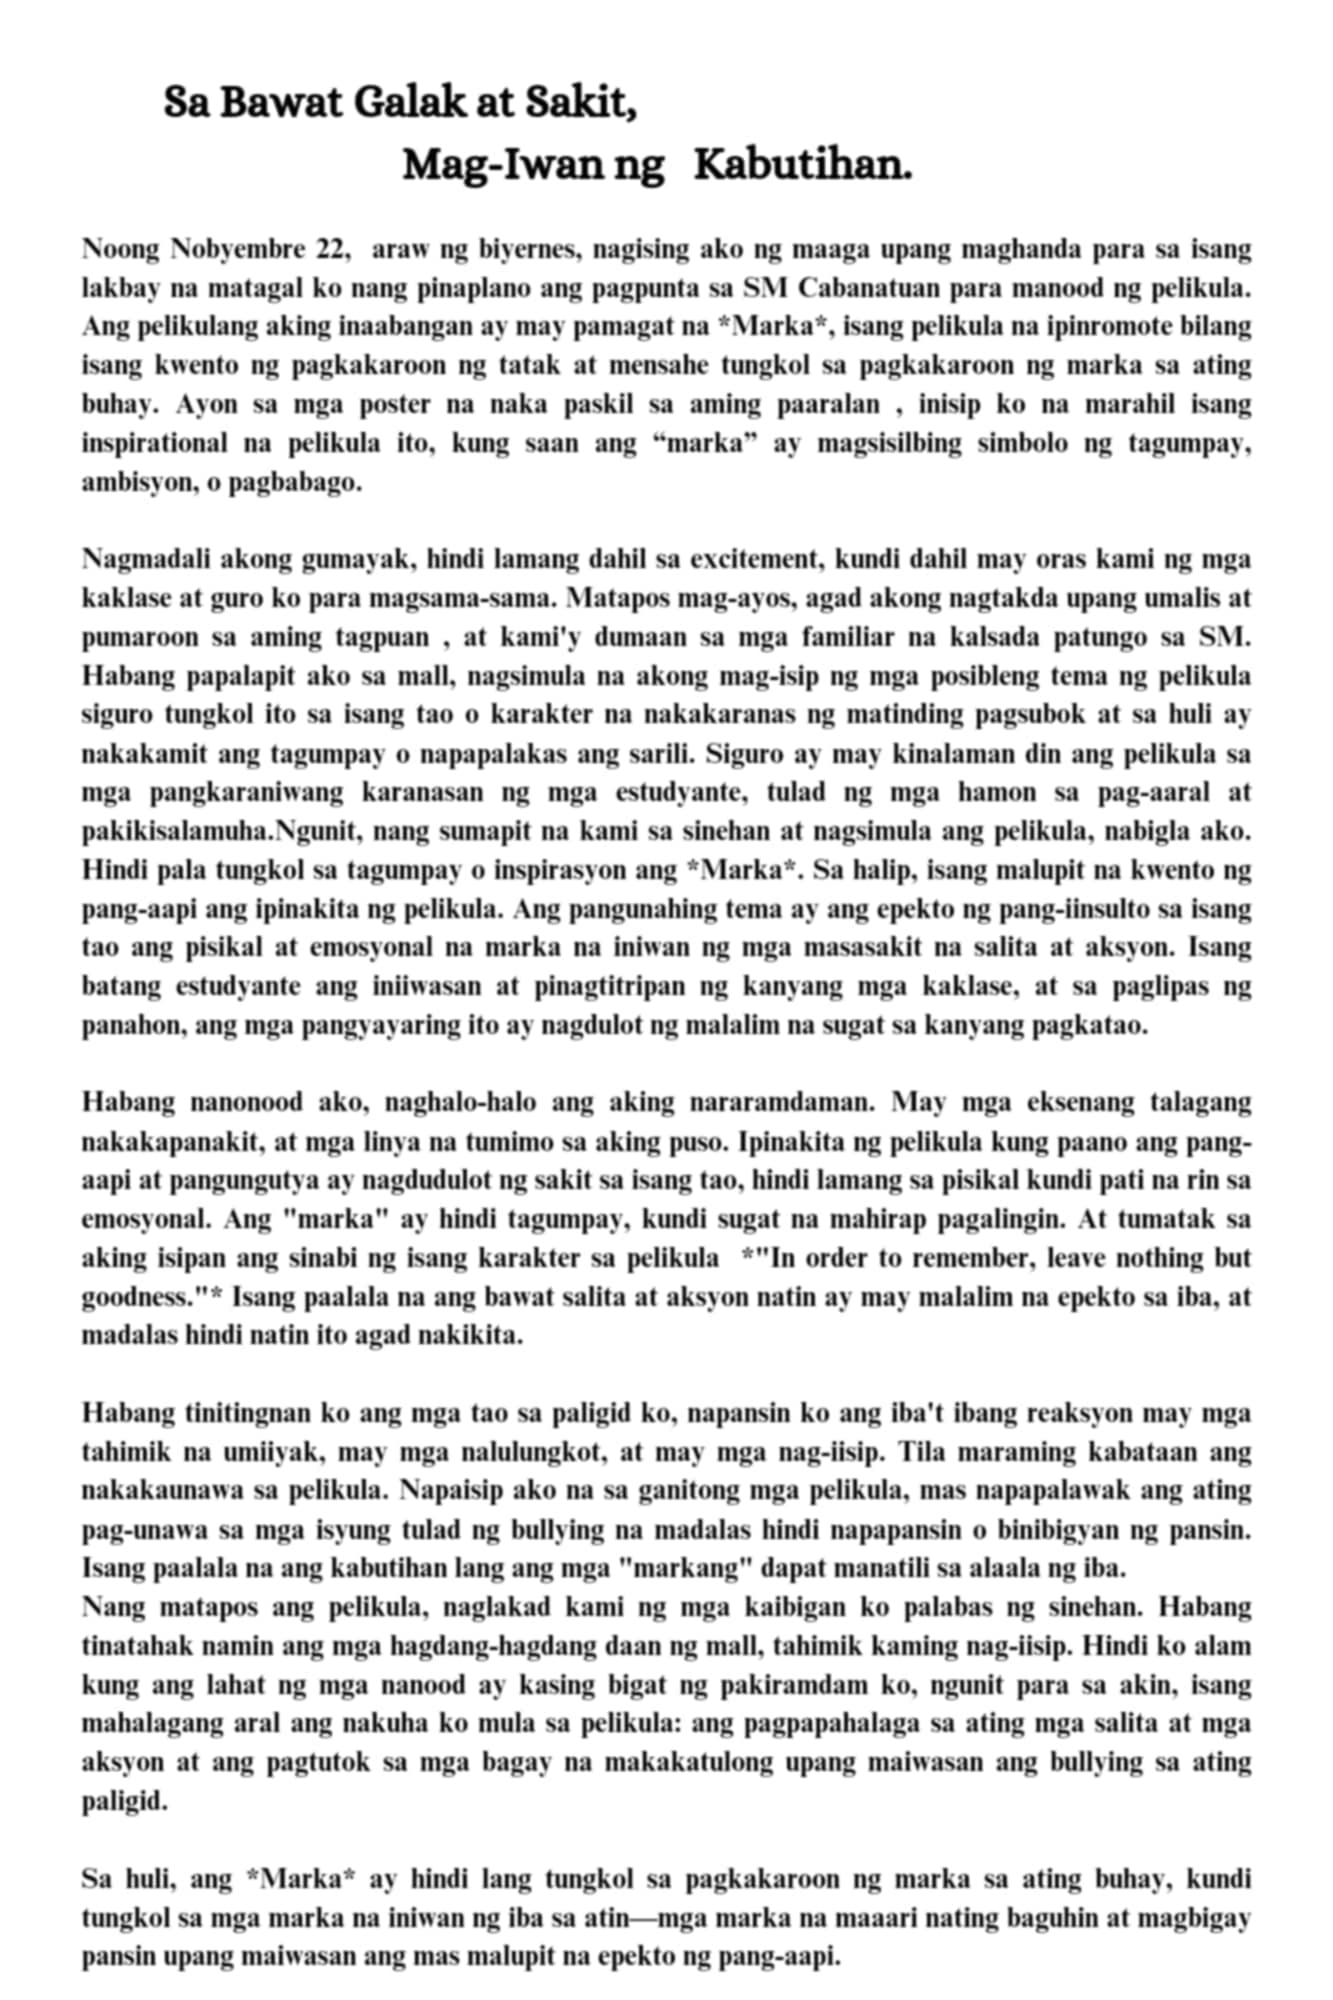 Sa Bawat Galak at Sakit,
Mag-Iwan ng Kabutihan.
Noong Nobyembre 22, araw ng biyernes, nagising ako ng maaga upang maghanda para sa isang
lakbay na matagal ko nang pinaplano ang pagpunta sa SM Cabanatuan para manood ng pelikula.
Ang pelikulang aking inaabangan ay may pamagat na *Marka*, isang pelikula na ipinromote bilang
isang kwento ng pagkakaroon ng tatak at mensahe tungkol sa pagkakaroon ng marka sa ating
buhay. Ayon sa mga poster na naka paskil sa aming paaralan , inisip ko na marahil isang
inspirational na pelikula ito, kung saan ang “marka” ay magsisilbing simbolo ng tagumpay,
ambisyon, o pagbabago.
Nagmadali akong gumayak, hindi lamang dahil sa excitement, kundi dahil may oras kami ng mga
kaklase at guro ko para magsama-sama. Matapos mag-ayos, agad akong nagtakda upang umalis at
pumaroon sa aming tagpuan , at kami'y dumaan sa mga familiar na kalsada patungo sa SM.
Habang papalapit ako sa mall, nagsimula na akong mag-isip ng mga posibleng tema ng pelikula
siguro tungkol ito sa isang tao o karakter na nakakaranas ng matinding pagsubok at sa huli ay
nakakamit ang tagumpay o napapalakas ang sarili. Siguro ay may kinalaman din ang pelikula sa
mga pangkaraniwang karanasan ng mga estudyante, tulad ng mga hamon sa pag-aaral at
pakikisalamuha.Ngunit, nang sumapit na kami sa sinehan at nagsimula ang pelikula, nabigla ako.
Hindi pala tungkol sa tagumpay o inspirasyon ang *Marka*. Sa halip, isang malupit na kwento ng
pang-aapi ang ipinakita ng pelikula. Ang pangunahing tema ay ang epekto ng pang-iinsulto sa isang
tao ang pisikal at emosyonal na marka na iniwan ng mga masasakit na salita at aksyon. Isang
batang estudyante ang iniiwasan at pinagtitripan ng kanyang mga kaklase, at sa paglipas ng
panahon, ang mga pangyayaring ito ay nagdulot ng malalim na sugat sa kanyang pagkatao.
Habang nanonood ako, naghalo-halo ang aking nararamdaman. May mga eksenang talagang
nakakapanakit, at mga linya na tumimo sa aking puso. Ipinakita ng pelikula kung paano ang pang-
aapi at pangungutya ay nagdudulot ng sakit sa isang tao, hindi lamang sa pisikal kundi pati na rin sa
emosyonal. Ang "marka" ay hindi tagumpay, kundi sugat na mahirap pagalingin. At tumatak sa
aking isipan ang sinabi ng isang karakter sa pelikula *"In order to remember, leave nothing but
goodness."* Isang paalala na ang bawat salita at aksyon natin ay may malalim na epekto sa iba, at
madalas hindi natin ito agad nakikita.
Habang tinitingnan ko ang mga tao sa paligid ko, napansin ko ang iba't ibang reaksyon may mga
tahimik na umiiyak, may mga nalulungkot, at may mga nag-iisip. Tila maraming kabataan ang
nakakaunawa sa pelikula. Napaisip ako na sa ganitong mga pelikula, mas napapalawak ang ating
pag-unawa sa mga isyung tulad ng bullying na madalas hindi napapansin o binibigyan ng pansin.
Isang paalala na ang kabutihan lang ang mga "markang" dapat manatili sa alaala ng iba.
Nang matapos ang pelikula, naglakad kami ng mga kaibigan ko palabas ng sinehan. Habang
tinatahak namin ang mga hagdang-hagdang daan ng mall, tahimik kaming nag-iisip. Hindi ko alam
kung ang lahat ng mga nanood ay kasing bigat ng pakiramdam ko, ngunit para sa akin, isang
mahalagang aral ang nakuha ko mula sa pelikula: ang pagpapahalaga sa ating mga salita at mga
aksyon at ang pagtutok sa mga bagay na makakatulong upang maiwasan ang bullying sa ating
paligid.
Sa huli, ang *Marka* ay hindi lang tungkol sa pagkakaroon ng marka sa ating buhay, kundi
tungkol sa mga marka na iniwan ng iba sa atin—mga marka na maaari nating baguhin at magbigay
pansin upang maiwasan ang mas malupit na epekto ng pang-aapi.